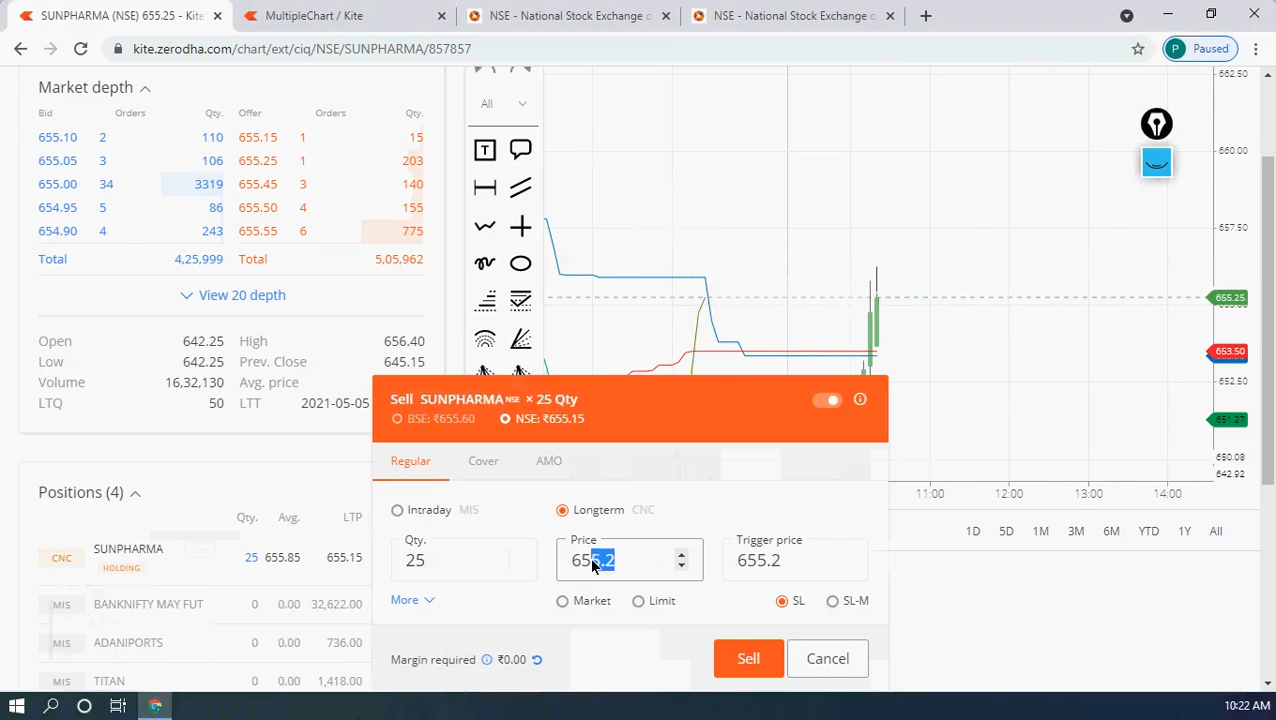 SUNPHARMA (NSE) 655.25 - Kite
MultipleChart / Kite
NSE - National Stock Exchange o
NSE - National Stock Exchange o
kite.zerodha.com/chart/ext/ciq/NSE/SUNPHARMA/857857
P Paused
Market depth
Bid Orders Qty. Offer Orders Qty.
655.10 2 110 655.15 1 15
655.05 3 106 655.25 1 203
655.00 34 3319 655.45 3 140
654.95 5 86 655.50 4 155
654.90 4 243 655.55 6 775
Total 4,25,999 Total 5,05,962
View 20 depth
Open 642.25 High 656.40
Low 642.25 Prev. Close 645.15
Volume 16,32,130 Avg. price
LTQ 50 LTT 2021-05-05
Positions (4)
Qty. Avg. LTP
CNC SUNPHARMA 25 655.85 655.15
HOLDING
MIS BANKNIFTY MAY FUT 0 0.00 32,622.00
MIS ADANIPORTS 0 0.00 736.00
MIS TITAN 0 0.00 1,418.00
All
T
662.50
660.00
657.50
655.25
653.50
652.50
651.27
650.08
642.92
11:00 12:00 13:00 14:00
1D 5D 1M 3M 6M YTD 1Y All
Sell SUNPHARMA NSE × 25 Qty
BSE: ₹655.60 NSE: ₹655.15
Regular Cover AMO
Intraday MIS Longterm CNC
Qty. Price Trigger price
25 655.2 655.2
More Market Limit SL SL-M
Margin required ₹0.00 Sell Cancel
10:22 AM